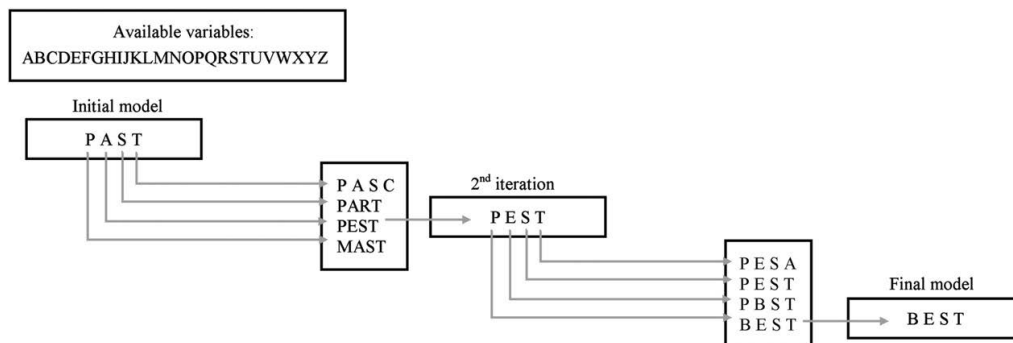 Available variables:
ABCDEFGHIJKLMNOPQRSTUVWXYZ
Initial model
P A S T
P A S C
PART
PEST
MAST
2nd iteration
P E S T
P E S A
P E S T
P B S T
B E S T
Final model
B E S T